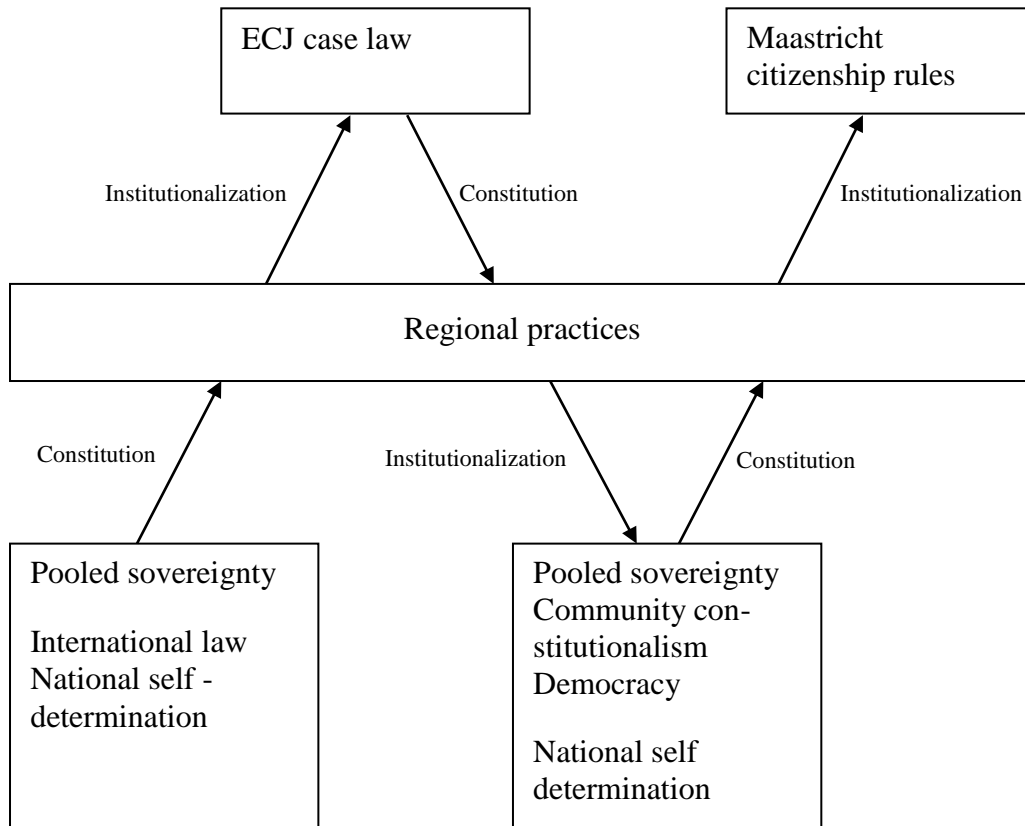 ECJ case law
Maastricht
citizenship rules
Institutionalization
Constitution
Institutionalization
Regional practices
Constitution
Institutionalization
Constitution
Pooled sovereignty
International law
National self -
determination
Pooled sovereignty
Community con-
stitutionalism
Democracy
National self
determination